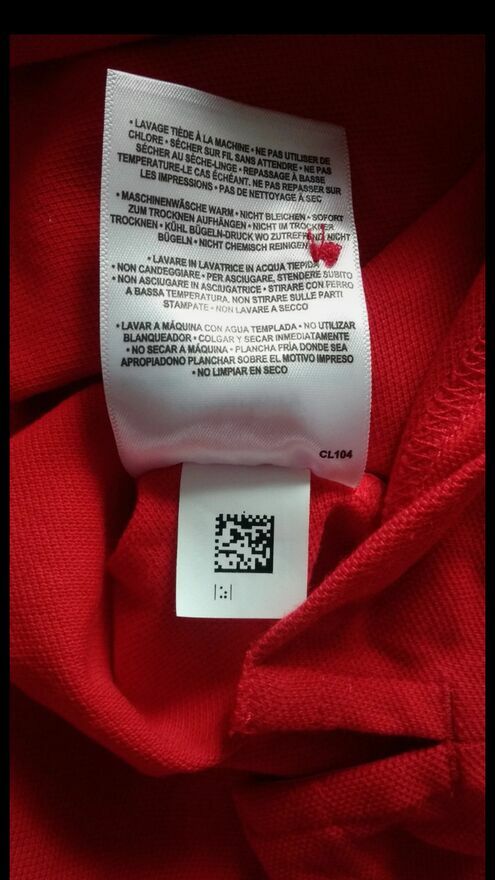 • LAVAGE TIÈDE À LA MACHINE • NE PAS UTILISER DE
CHLORE • SÉCHER SUR FIL SANS ATTENDRE • NE PAS
SÉCHER AU SÈCHE-LINGE • REPASSAGE À BASSE
TEMPERATURE-LE CAS ÉCHÉANT. NE PAS REPASSER SUR
LES IMPRESSIONS • PAS DE NETTOYAGE À SEC
• MASCHINENWÄSCHE WARM • NICHT BLEICHEN • SOFORT
ZUM TROCKNEN AUFHÄNGEN • NICHT IM TROCKNER
TROCKNEN • KÜHL BÜGELN-DRUCK WO ZUTREFFEND NICHT
BÜGELN • NICHT CHEMISCH REINIGEN
• LAVARE IN LAVATRICE IN ACQUA TIEPIDA
• NON CANDEGGIARE • PER ASCIUGARE, STENDERE SUBITO
• NON ASCIUGARE IN ASCIUGATRICE • STIRARE CON FERRO
A BASSA TEMPERATURA. NON STIRARE SULLE PARTI
STAMPATE • NON LAVARE A SECCO
• LAVAR A MÁQUINA CON AGUA TEMPLADA • NO UTILIZAR
BLANQUEADOR • COLGAR Y SECAR INMEDIATAMENTE
• NO SECAR A MÁQUINA • PLANCHA FRÍA DONDE SEA
APROPIADONO PLANCHAR SOBRE EL MOTIVO IMPRESO
• NO LIMPIAR EN SECO
CL104